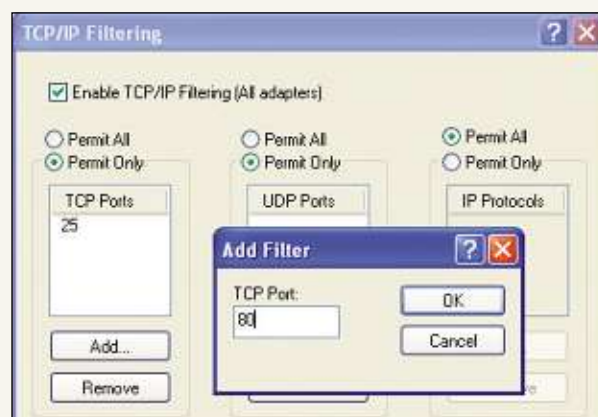 TCP/IP Filtering
Enable TCP/IP Filtering (All adapters)
Permit All
Permit Only
TCP Ports
25
Add...
Remove
Permit All
Permit Only
UDP Ports
Permit All
Permit Only
IP Protocols
Add Filter
TCP Port:
80
OK
Cancel